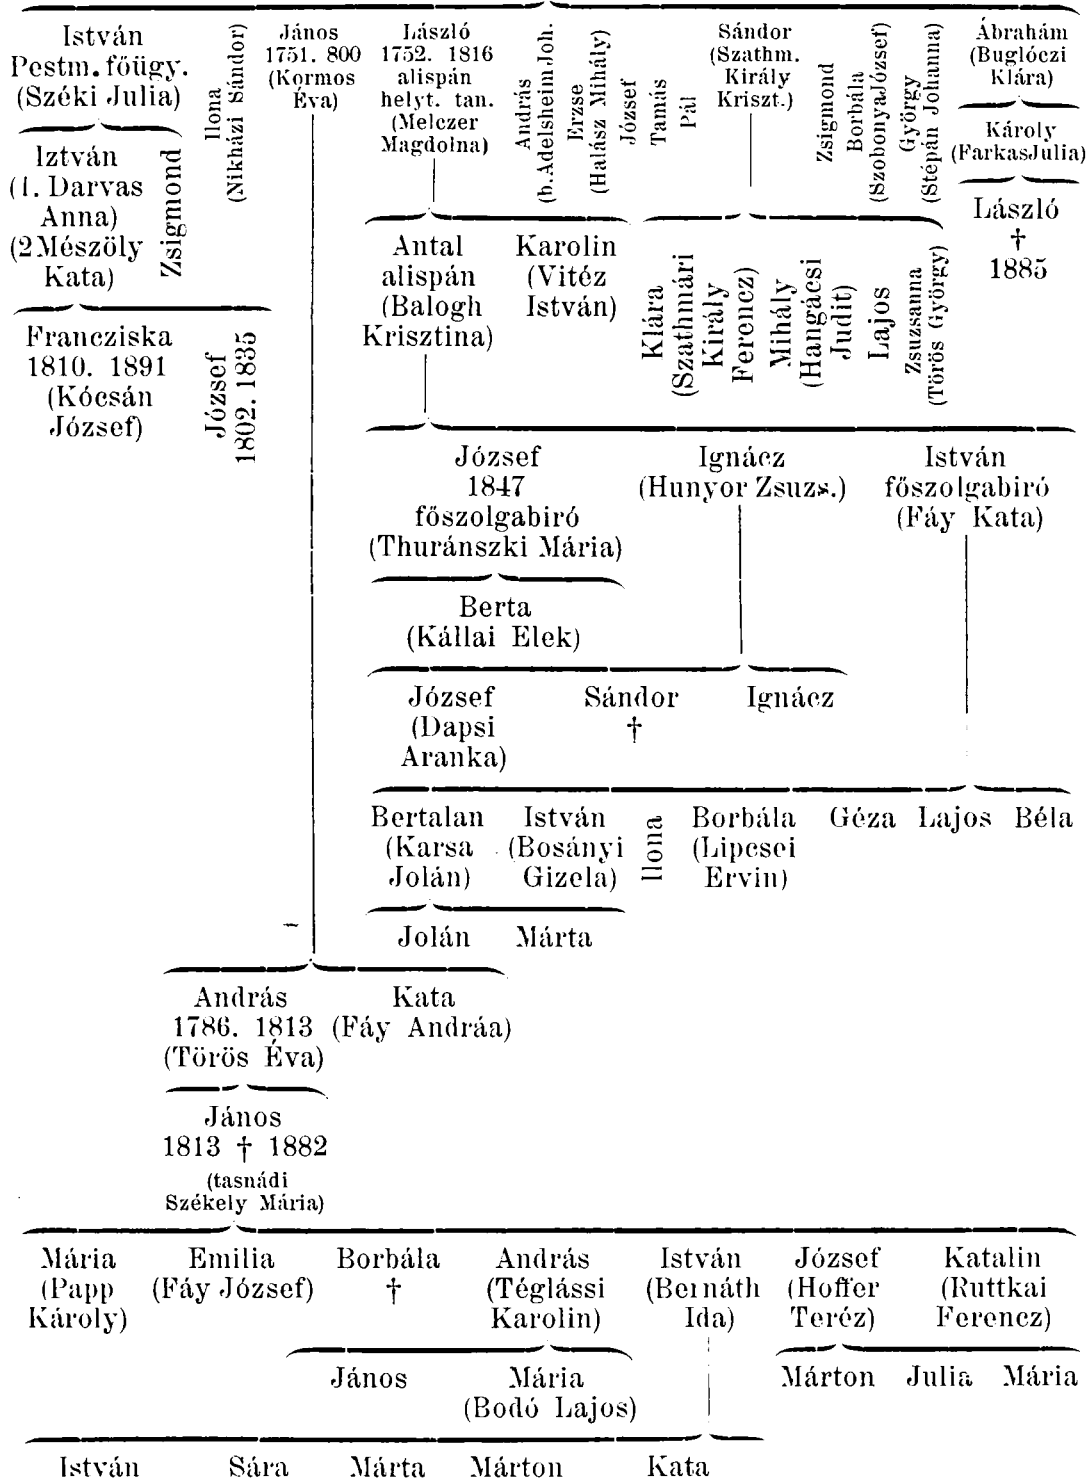 István
Pestm. főügy.
(Széki Julia)
Ilona
(Nikházi Sándor)
János
1751. 800
(Kormos
Éva)
László
1752. 1816
alispán
helyt. tan.
(Melczer
Magdolna)
András
(b. Adelsheim Joh.
Erzse
(Halász Mihály)
József
Tamás
Pál
Sándor
(Szathm.
Király
Kriszt.)
Zsigmond
Borbála
(Szobonya József)
György
(Stépán Johanna)
Ábrahám
(Buglóczi
Klára)
Károly
(Farkas Julia)
László
†
1885
Iztván
(1. Darvas
Anna)
(2 Mészöly
Kata)
Zsigmond
Antal
alispán
(Balogh
Krisztina)
Karolin
(Vitéz
István)
Klára
(Szathmári
Király
Ferencz)
Mihály
(Hangácsi
Judit)
Lajos
Zsuzsanna
(Törös György)
Francziska
1810. 1891
(Kócsán
József)
József
1802. 1835
József
1847
főszolgabiró
(Thuránszki Mária)
Ignácz
(Hunyor Zsuzs.)
István
főszolgabiró
(Fáy Kata)
Berta
(Kállai Elek)
József
(Dapsi
Aranka)
Sándor
†
Ignácz
Bertalan
(Karsa
Jolán)
István
(Bosányi
Gizela)
Ilona
Borbála
(Lipcsei
Ervin)
Géza Lajos Béla
Jolán Márta
András
1786. 1813
(Törös Éva)
Kata
(Fáy Andráa)
János
1813 † 1882
(tasnádi
Székely Mária)
Mária
(Papp
Károly)
Emilia
(Fáy József)
Borbála
†
András
(Téglássi
Karolin)
István
(Bernáth
Ida)
József
(Hoffer
Teréz)
Katalin
(Ruttkai
Ferencz)
János
Mária
(Bodó Lajos)
Márton Julia Mária
István Sára Márta Márton Kata